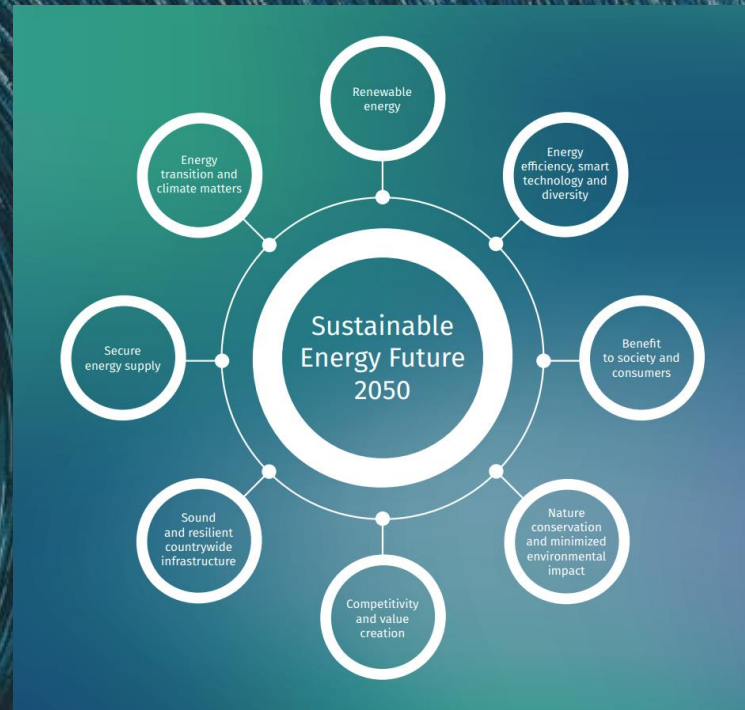 Renewable
energy
Energy
efficiency, smart
technology and
diversity
Benefit
to society and
consumers
Nature
conservation
and minimized
environmental
impact
Competitivity
and value
creation
Sound
and resilient
countrywide
infrastructure
Secure
energy supply
Energy
transition and
climate matters
Sustainable
Energy Future
2050